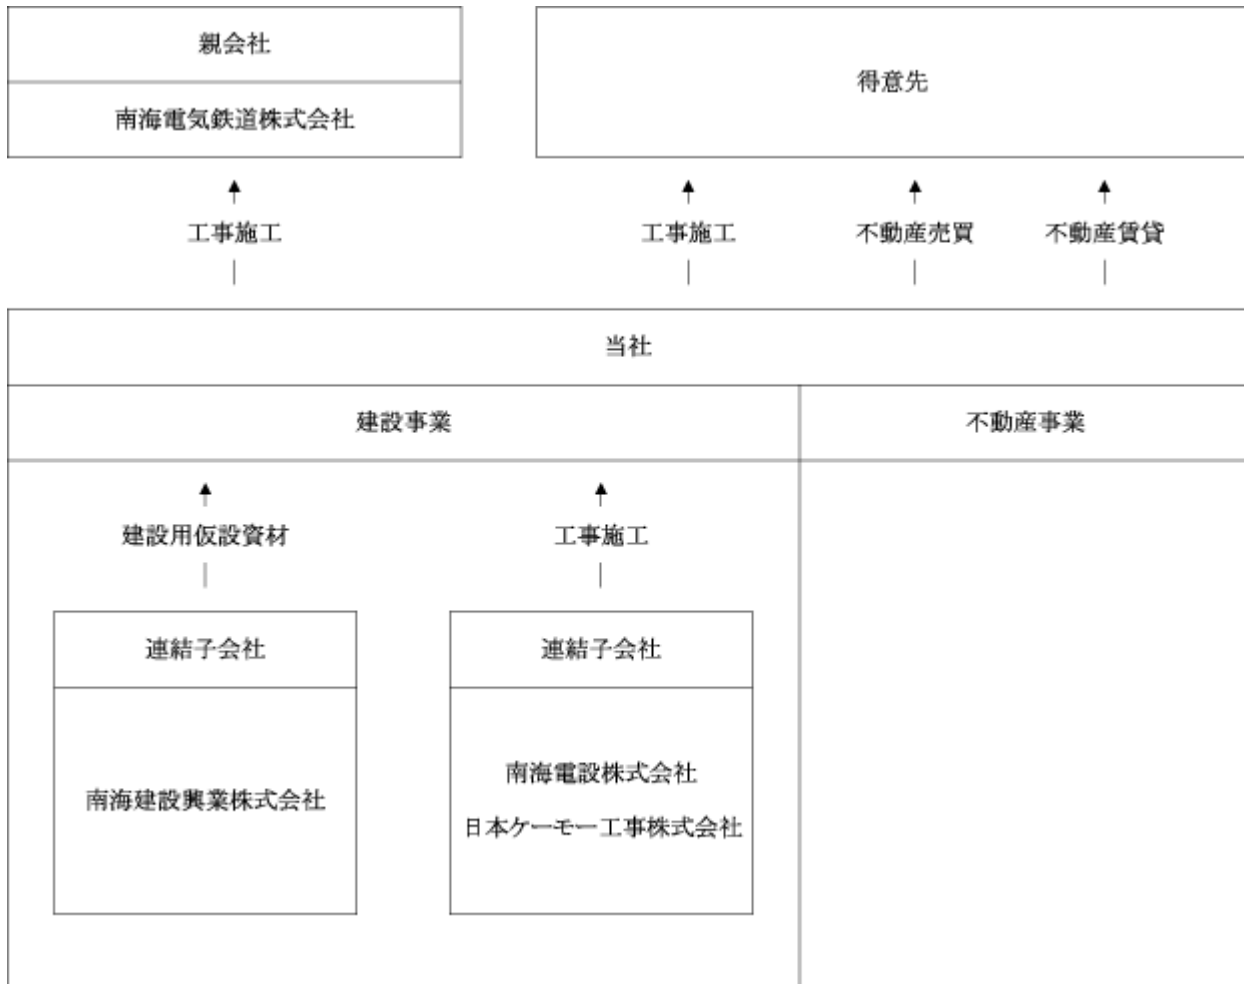 親会社
南海電気鉄道株式会社
得意先
工事施工
工事施工
不動産売買
不動産賃貸
当社
建設事業
不動産事業
建設用仮設資材
工事施工
連結子会社
連結子会社
南海建設興業株式会社
南海電設株式会社
日本ケーモー工事株式会社